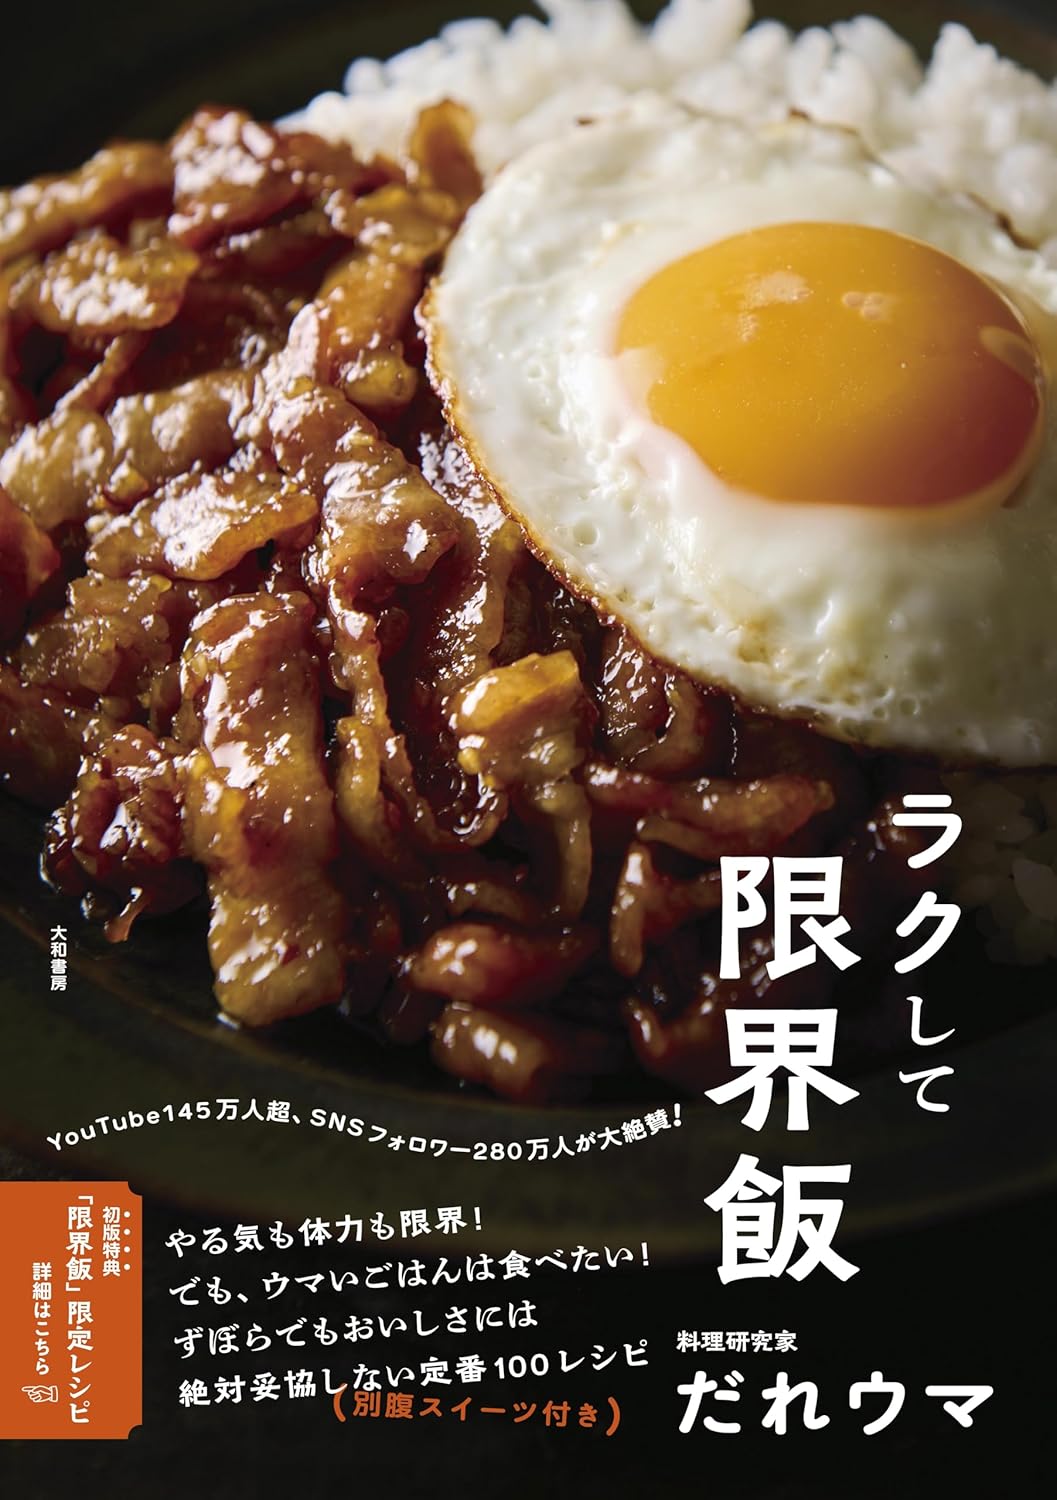 ラクして
限界飯
料理研究家
だれウマ
大和書房
YouTube145万人超、SNSフォロワー280万人が大絶賛!
やる気も体力も限界!
でも、ウマいごはんは食べたい!
ずぼらでもおいしさには
絶対妥協しない定番100レシピ
(別腹スイーツ付き)
初版特典
「限界飯」限定レシピ
詳細はこちら